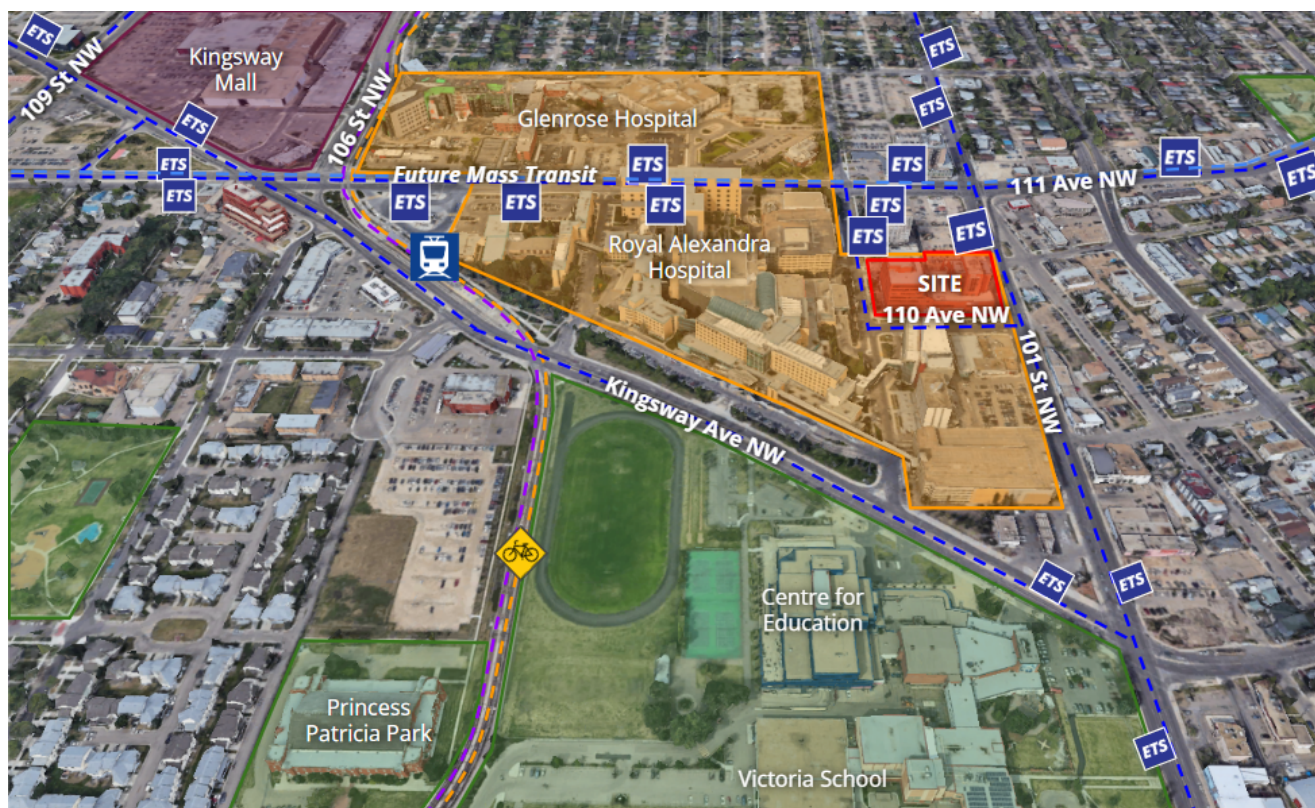 ETS
ETS
109 St NW
Kingsway
Mall
106 St NW
ETS
ETS
Glenrose Hospital
ETS
ETS
ETS
ETS
ETS
ETS
Future Mass Transit
111 Ave NW
ETS
ETS
ETS
ETS
ETS
ETS
ETS
Royal Alexandra
Hospital
SITE
110 Ave NW
101 St NW
Kingsway Ave NW
ETS
ETS
Centre for
Education
Princess
Patricia Park
ETS
Victoria School